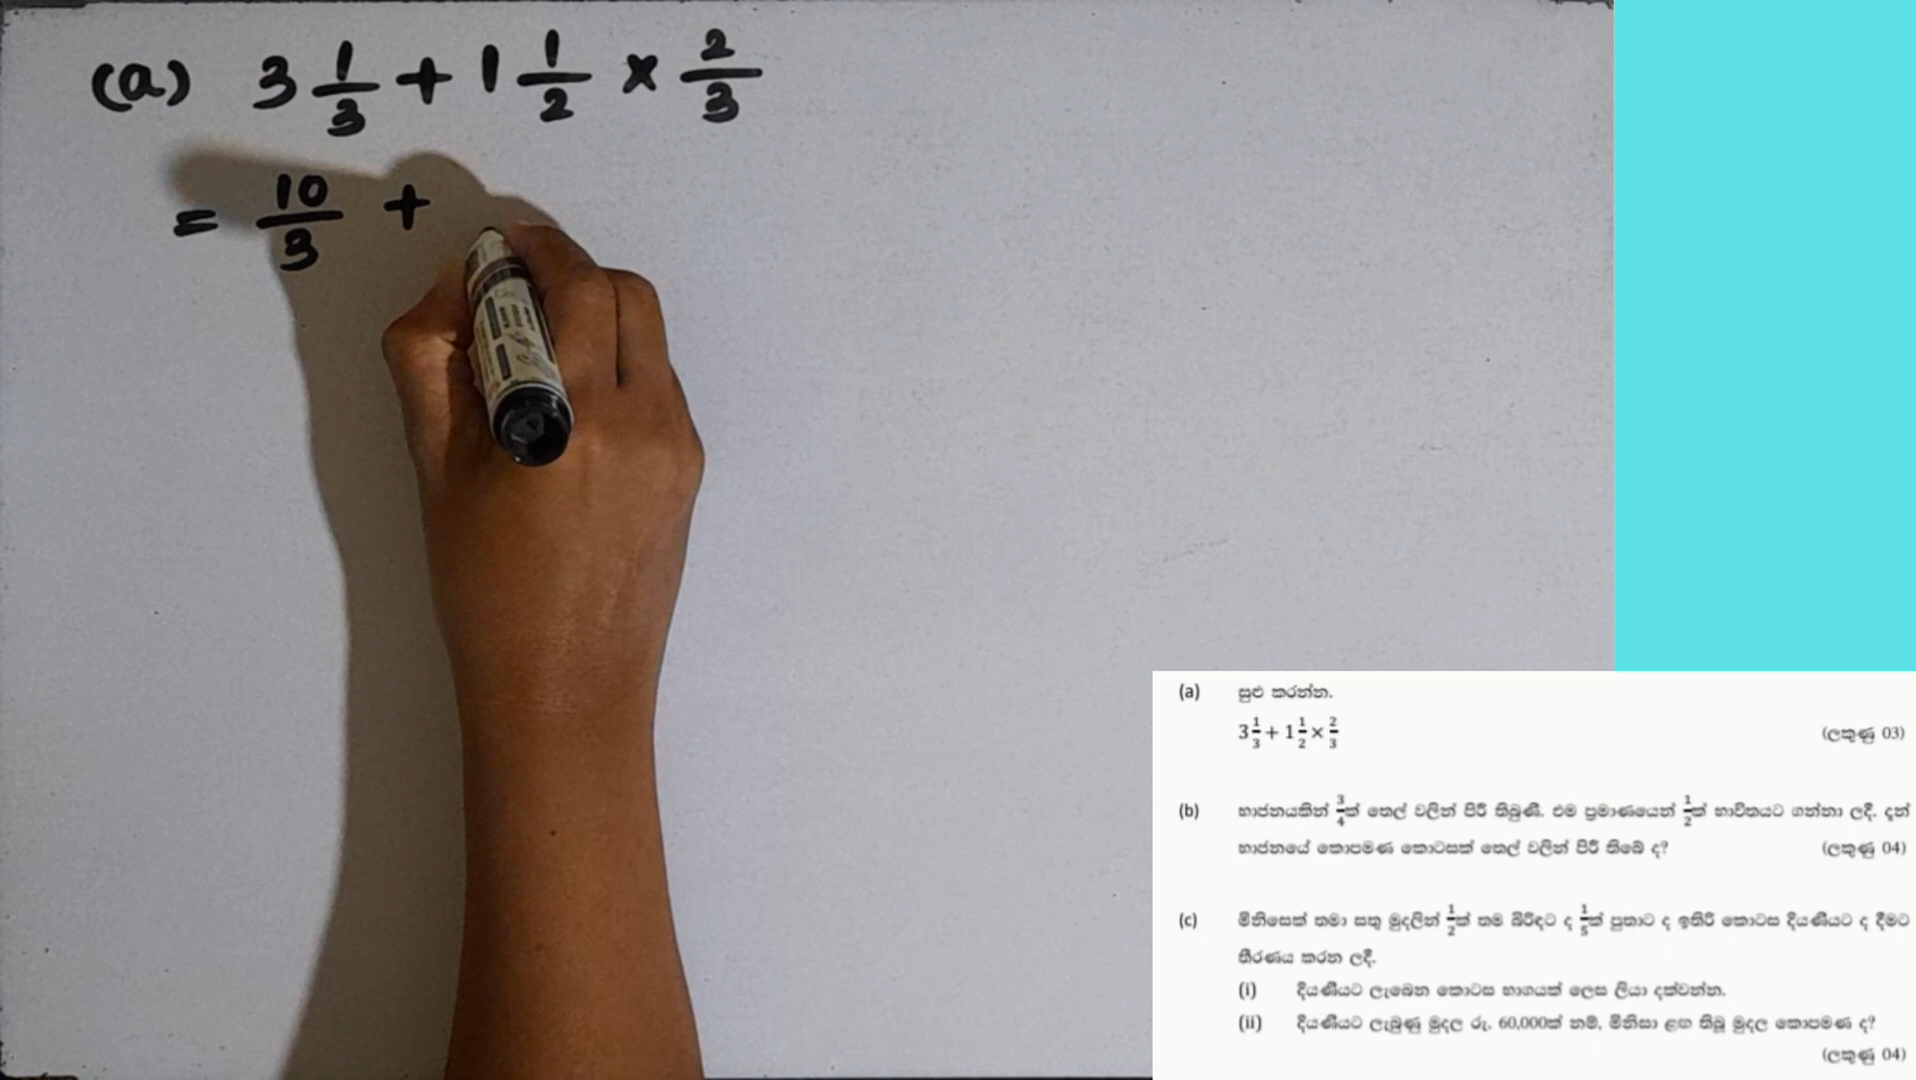 (a) 3 1/3 + 1 1/2 × 2/3
= 10/3 +
(a) සුළු කරන්න.
3 1/3 + 1 1/2 × 2/3 (ලකුණු 03)
(b) භාජනයකින් 3/4ක් තෙල් වලින් පිරී තිබුණි. එම ප්‍රමාණයෙන් 1/2ක් භාවිතයට ගන්නා ලදී. දැන්
භාජනයේ කොපමණ කොටසක් තෙල් වලින් පිරී තිබේ ද? (ලකුණු 04)
(c) මිනිසෙක් තමා සතු මුදලින් 1/2ක් තම බිරිඳට ද 1/5ක් පුතාට ද ඉතිරි කොටස දියණියට ද දීමට
තීරණය කරන ලදී.
(i) දියණියට ලැබෙන කොටස භාගයක් ලෙස ලියා දක්වන්න.
(ii) දියණියට ලැබුණු මුදල රු. 60,000ක් නම්, මිනිසා ළඟ තිබූ මුදල කොපමණ ද?
(ලකුණු 04)